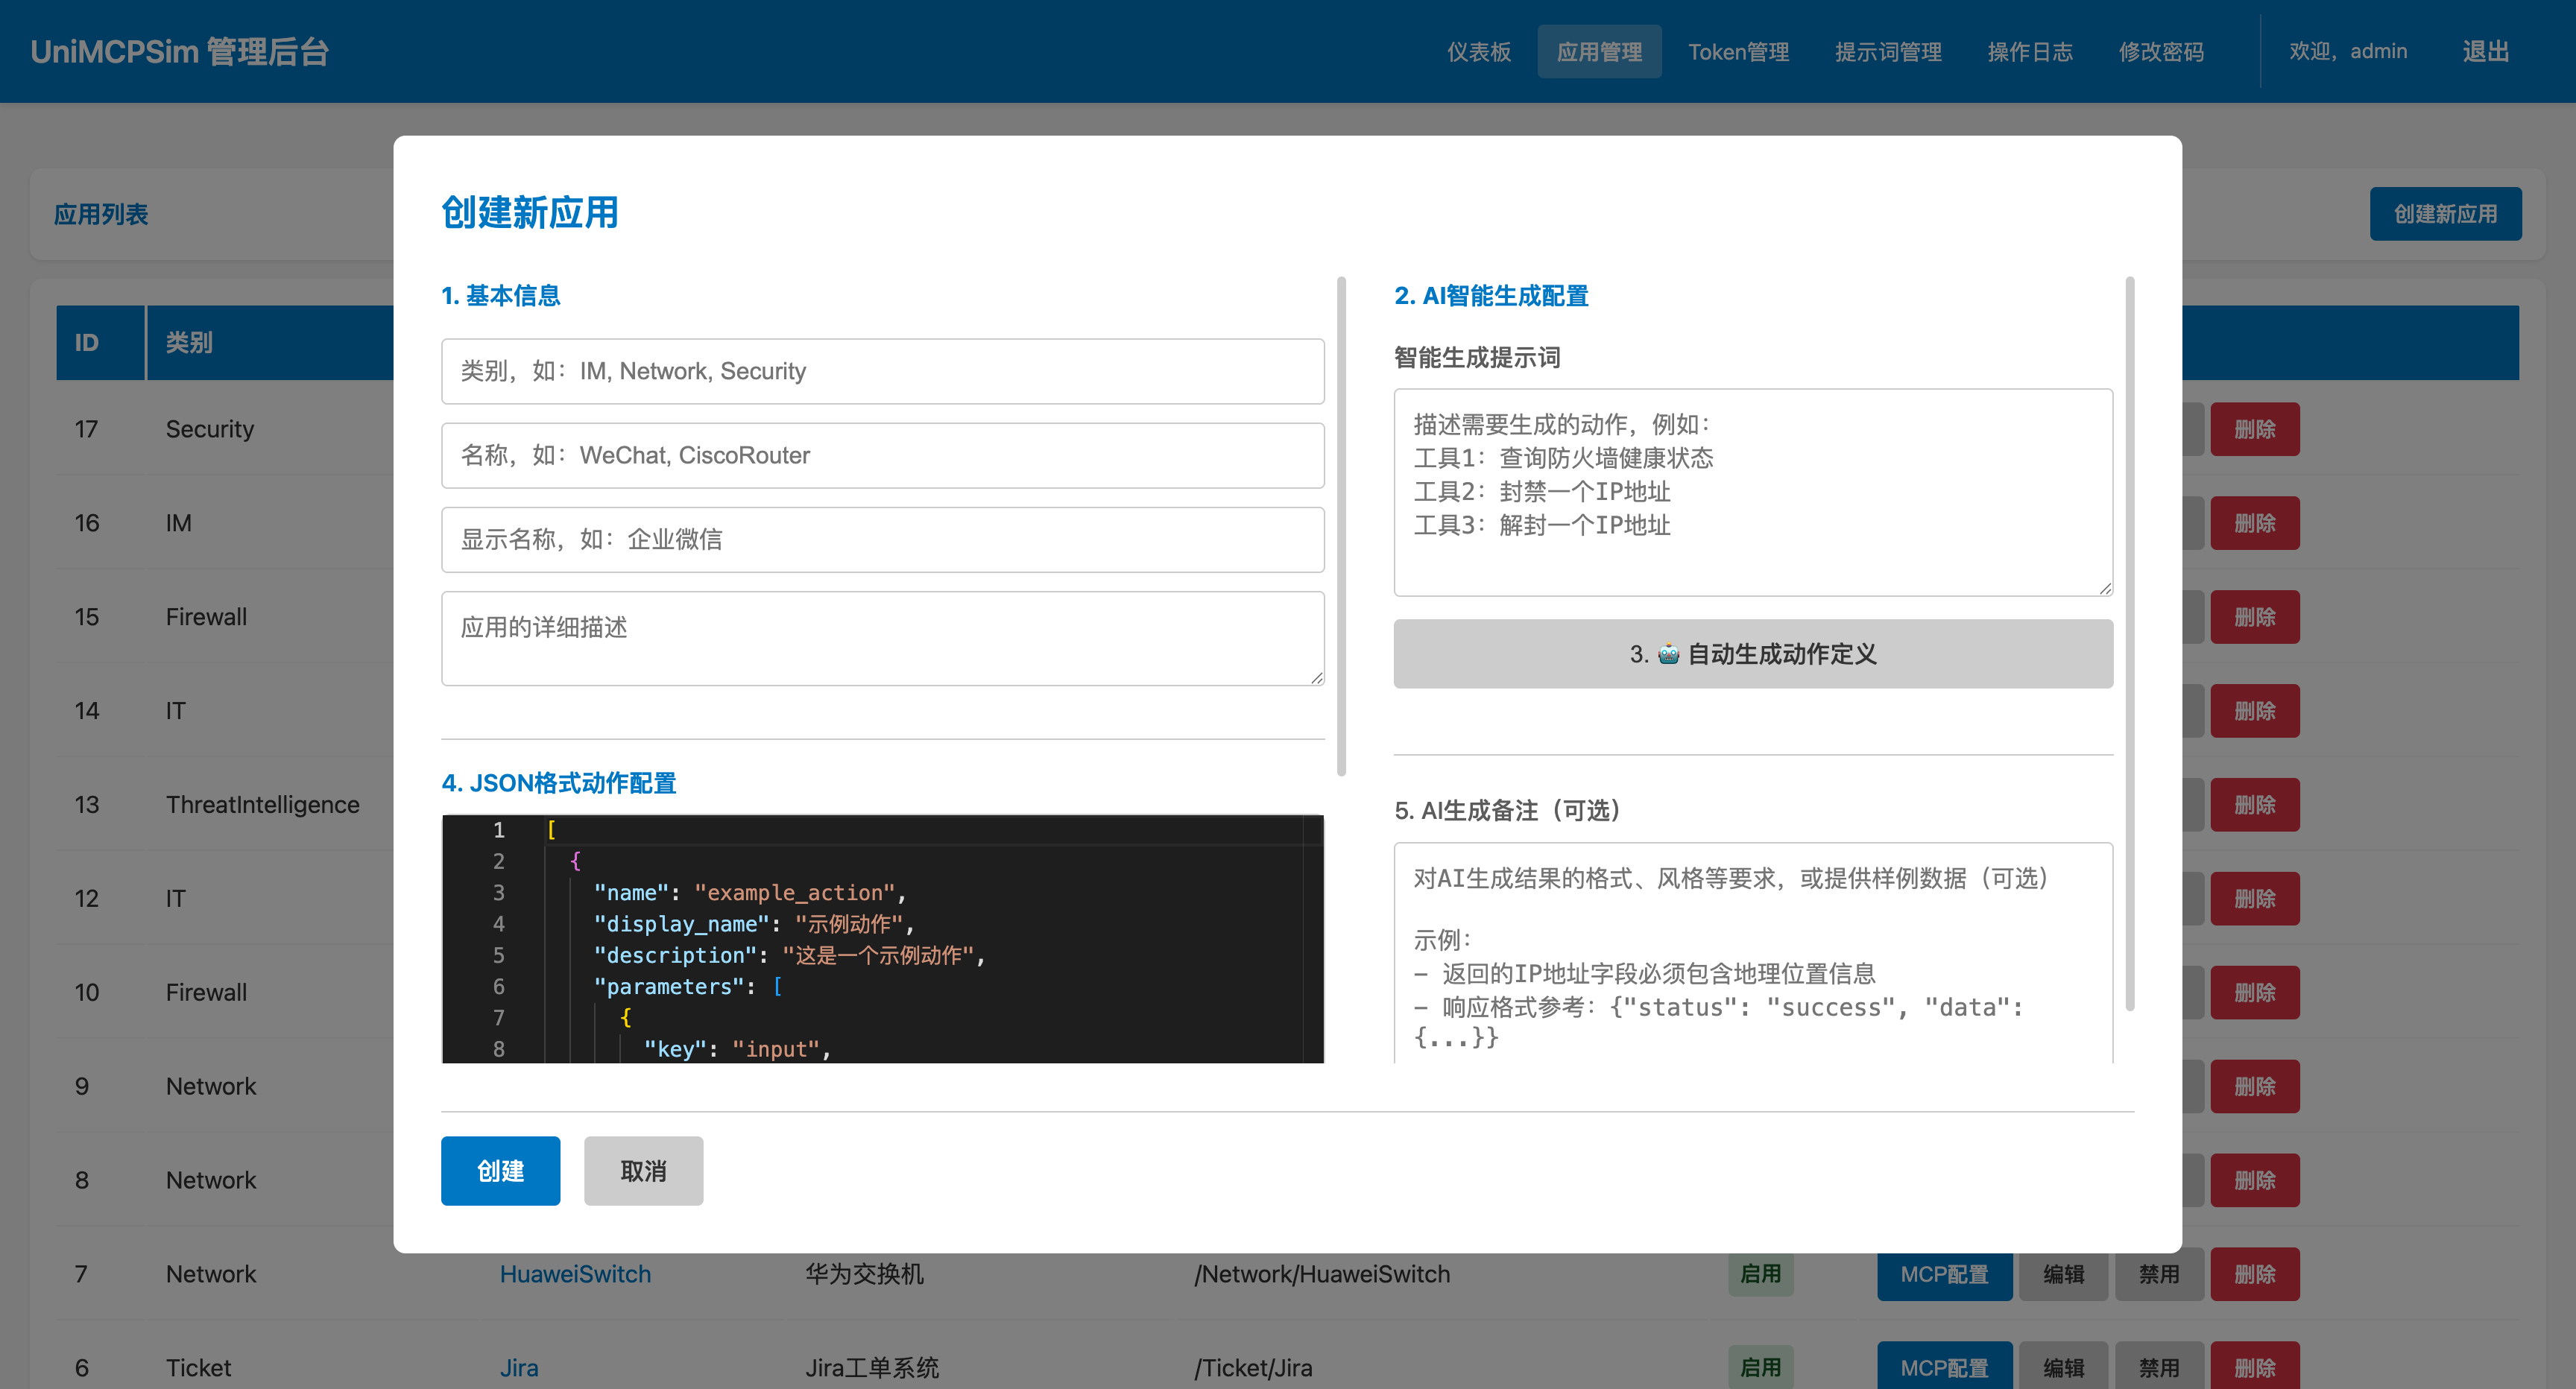 UniMCPSim 管理后台
仪表板
应用管理
Token管理
提示词管理
操作日志
修改密码
欢迎，admin
退出
应用列表
创建新应用
ID
类别
17
Security
删除
16
IM
删除
15
Firewall
删除
14
IT
删除
13
ThreatIntelligence
删除
12
IT
删除
10
Firewall
删除
9
Network
删除
8
Network
删除
7
Network
HuaweiSwitch
华为交换机
/Network/HuaweiSwitch
启用
MCP配置
编辑
禁用
删除
6
Ticket
Jira
Jira工单系统
/Ticket/Jira
启用
MCP配置
编辑
禁用
删除
创建新应用
1. 基本信息
类别，如：IM, Network, Security
名称，如：WeChat, CiscoRouter
显示名称，如：企业微信
应用的详细描述
4. JSON格式动作配置
1 [
2 {
3 "name": "example_action",
4 "display_name": "示例动作",
5 "description": "这是一个示例动作",
6 "parameters": [
7 {
8 "key": "input",
2. AI智能生成配置
智能生成提示词
描述需要生成的动作，例如：
工具1：查询防火墙健康状态
工具2：封禁一个IP地址
工具3：解封一个IP地址
3. 🤖 自动生成动作定义
5. AI生成备注（可选）
对AI生成结果的格式、风格等要求，或提供样例数据（可选）
示例：
- 返回的IP地址字段必须包含地理位置信息
- 响应格式参考：{"status": "success", "data":
{...}}
创建
取消